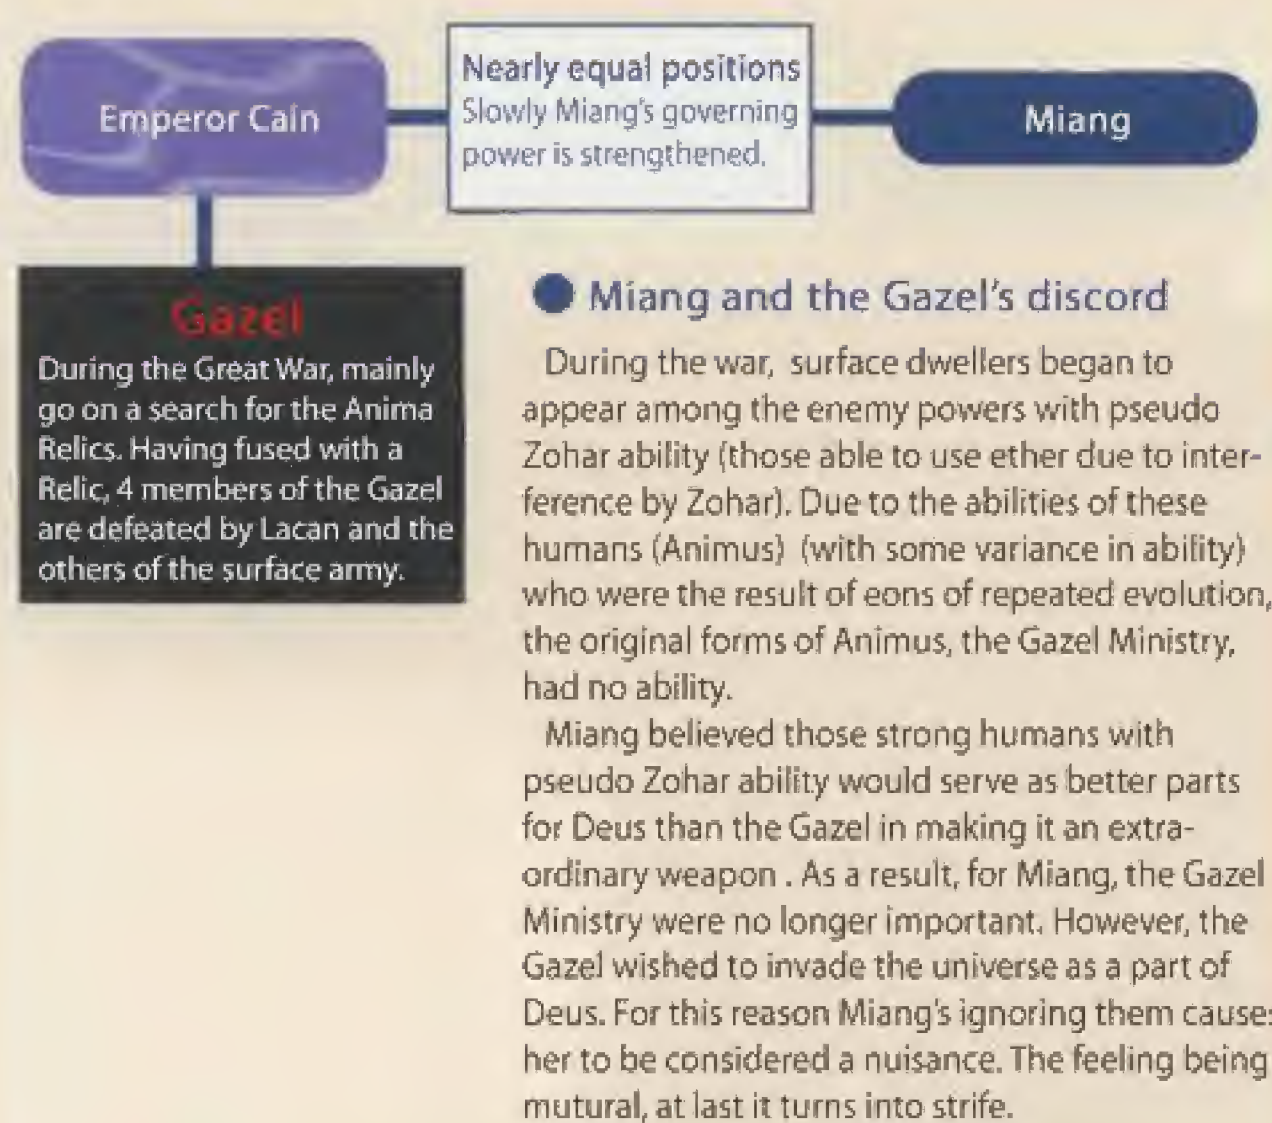 Emperor Cain
Nearly equal positions
Slowly Miang's governing
power is strengthened.
Miang
Gazel
During the Great War, mainly
go on a search for the Anima
Relics. Having fused with a
Relic, 4 members of the Gazel
are defeated by Lacan and the
others of the surface army.
● Miang and the Gazel's discord
During the war, surface dwellers began to
appear among the enemy powers with pseudo
Zohar ability (those able to use ether due to inter-
ference by Zohar). Due to the abilities of these
humans (Animus) (with some variance in ability)
who were the result of eons of repeated evolution,
the original forms of Animus, the Gazel Ministry,
had no ability.
Miang believed those strong humans with
pseudo Zohar ability would serve as better parts
for Deus than the Gazel in making it an extra-
ordinary weapon . As a result, for Miang, the Gazel
Ministry were no longer important. However, the
Gazel wished to invade the universe as a part of
Deus. For this reason Miang's ignoring them causes
her to be considered a nuisance. The feeling being
mutural, at last it turns into strife.